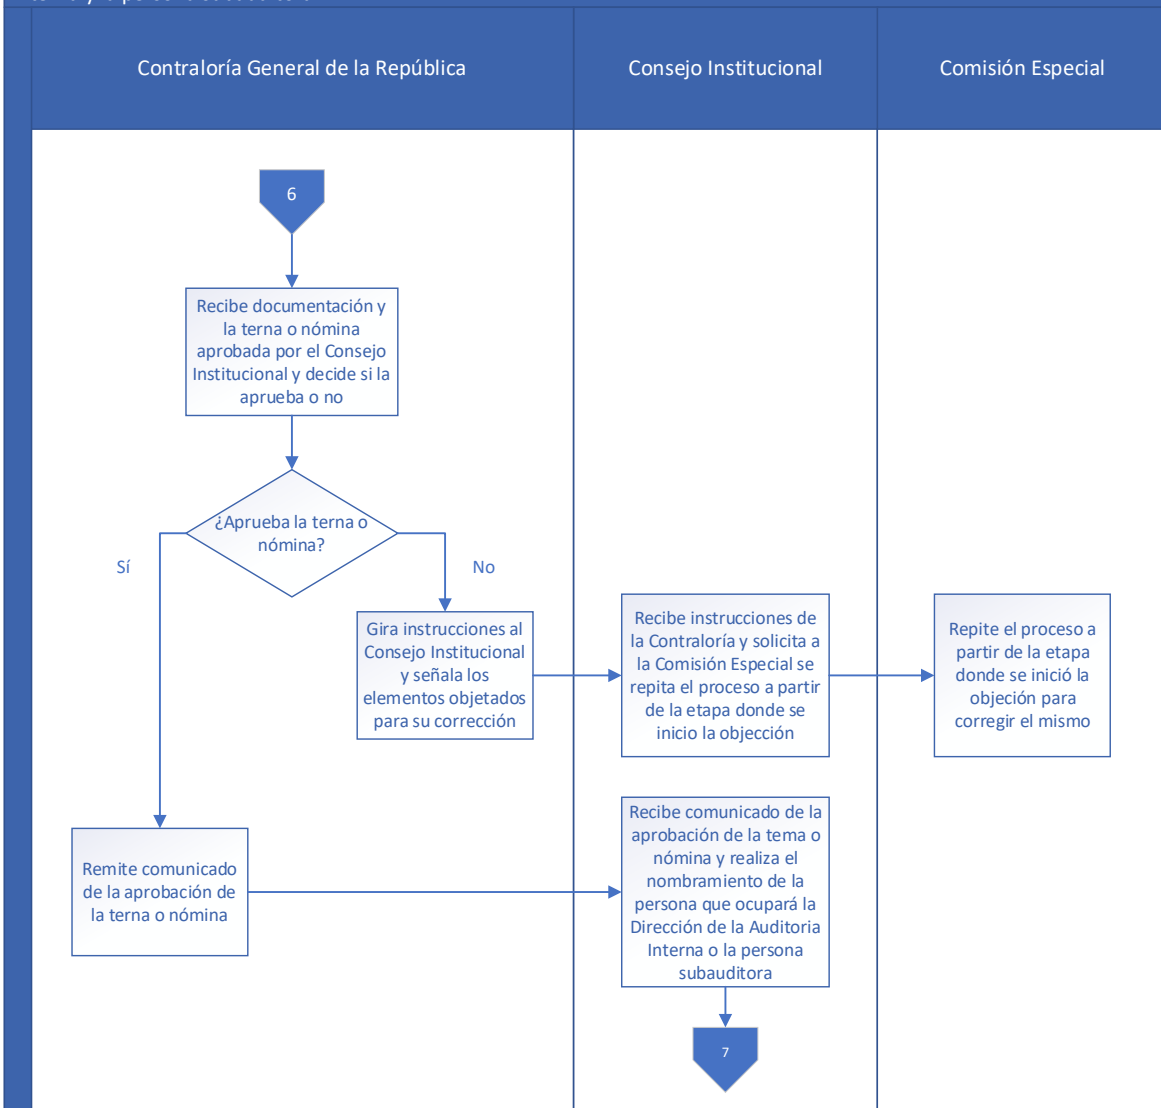 Contraloría General de la República
Consejo Institucional
Comisión Especial
6
Recibe documentación y
la terna o nómina
aprobada por el Consejo
Institucional y decide si la
aprueba o no
¿Aprueba la terna o
nómina?
Sí
No
Gira instrucciones al
Consejo Institucional
y señala los
elementos objetados
para su corrección
Recibe instrucciones de
la Contraloría y solicita a
la Comisión Especial se
repita el proceso a partir
de la etapa donde se
inicio la objección
Repite el proceso a
partir de la etapa
donde se inició la
objeción para
corregir el mismo
Remite comunicado
de la aprobación de
la terna o nómina
Recibe comunicado de la
aprobación de la tema o
nómina y realiza el
nombramiento de la
persona que ocupará la
Dirección de la Auditoria
Interna o la persona
subauditora
7